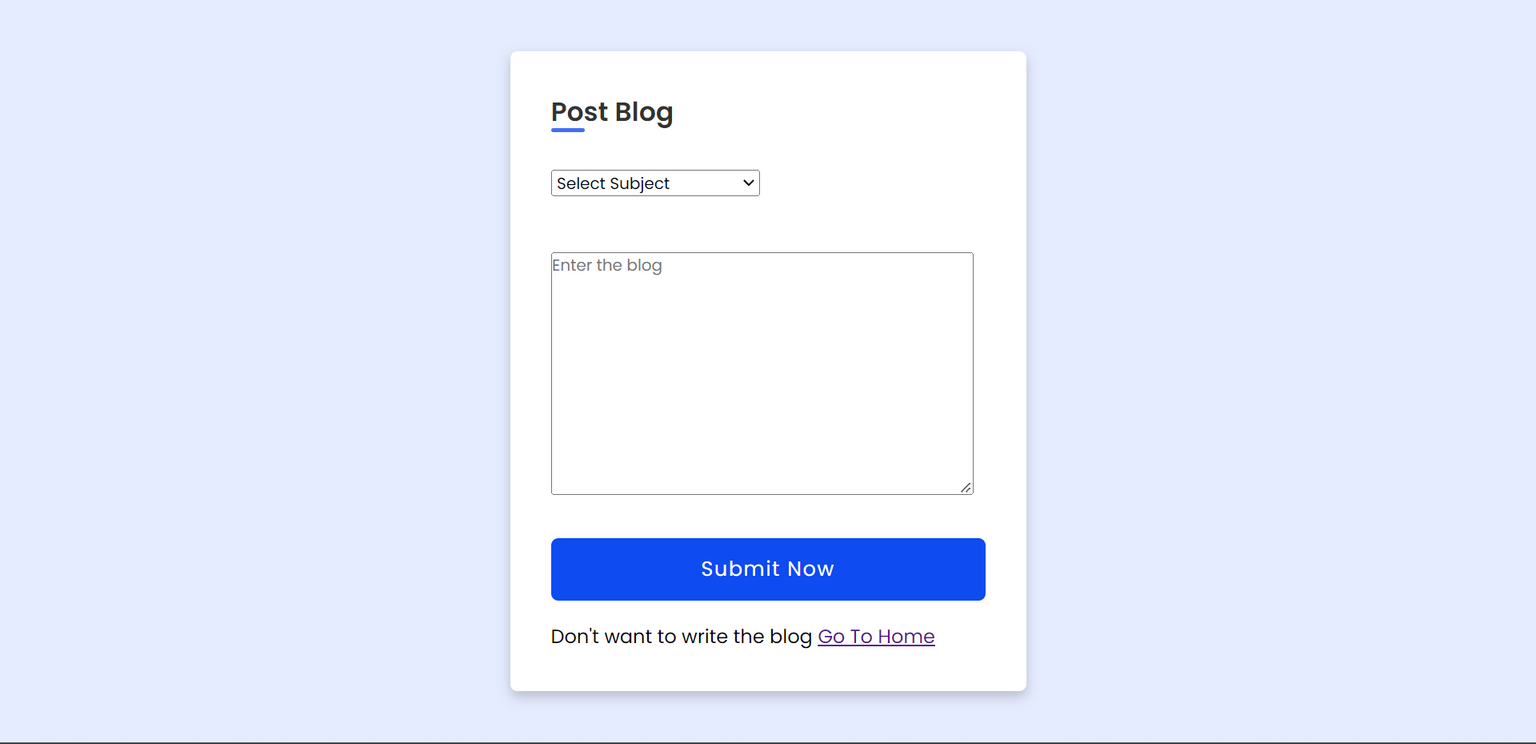 Post Blog
Select Subject
Enter the blog
Submit Now
Don't want to write the blog Go To Home